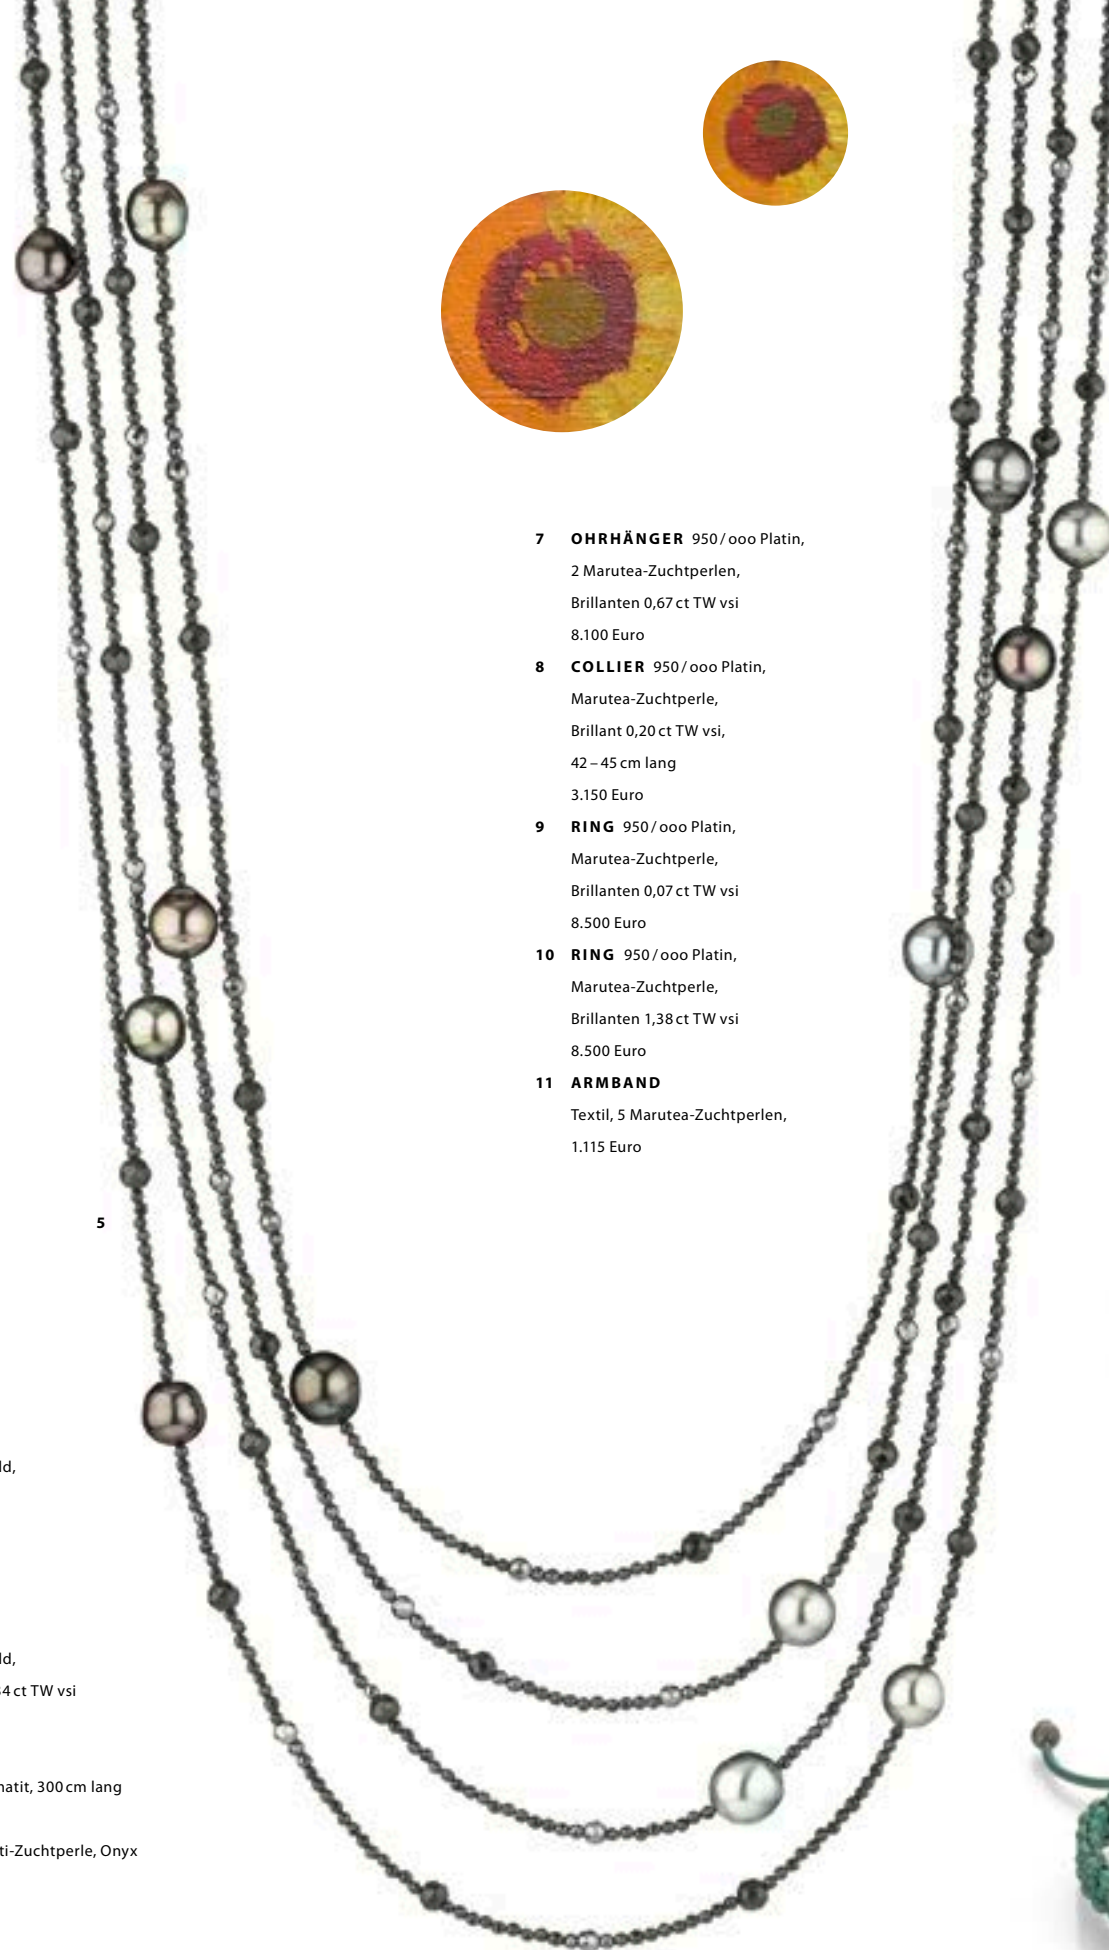 7 OHRHÄNGER 950/000 Platin,
2 Marutea-Zuchtperlen,
Brillanten 0,67 ct TW vsi
8.100 Euro
8 COLLIER 950/000 Platin,
Marutea-Zuchtperle,
Brillant 0,20 ct TW vsi,
42–45 cm lang
3.150 Euro
9 RING 950/000 Platin,
Marutea-Zuchtperle,
Brillanten 0,07 ct TW vsi
8.500 Euro
10 RING 950/000 Platin,
Marutea-Zuchtperle,
Brillanten 1,38 ct TW vsi
8.500 Euro
11 ARMBAND
Textil, 5 Marutea-Zuchtperlen,
1.115 Euro
5
ld,
ld,
4 ct TW vsi
natit, 300 cm lang
ti-Zuchtperle, Onyx